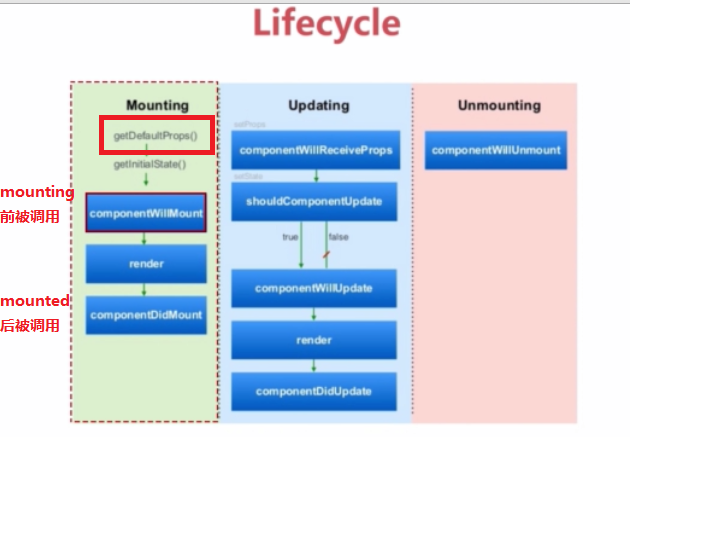 Lifecycle
Mounting
getDefaultProps()
getInitialState()
componentWillMount
render
componentDidMount
mounting
前被调用
mounted
后被调用
Updating
setProps
componentWillReceiveProps
setState
shouldComponentUpdate
true
false
componentWillUpdate
render
componentDidUpdate
Unmounting
componentWillUnmount